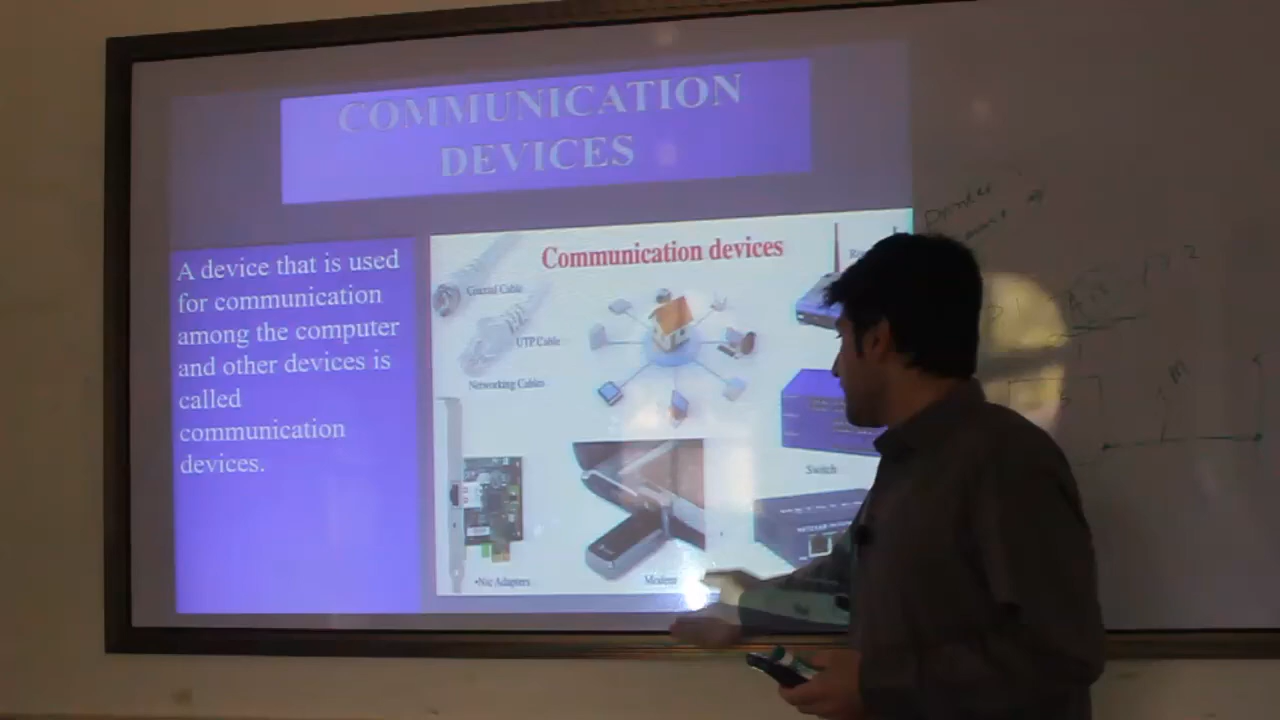 COMMUNICATION
DEVICES
A device that is used
for communication
among the computer
and other devices is
called
communication
devices.
Communication devices
Coaxial Cable
UTP Cable
Networking Cables
Switch
•Nic Adapters
Modem
Printer